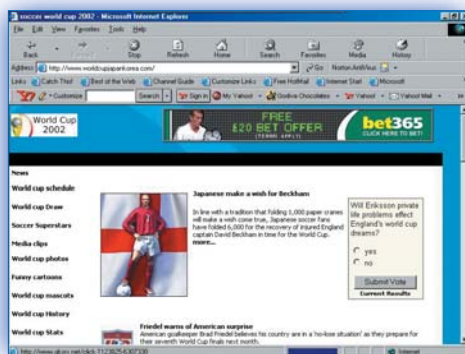 soccer world cup 2002 - Microsoft Internet Explorer
File Edit View Favorites Tools Help
Back Stop Refresh Home Search Favorites Media History
Address http://www.worldcupjapankorea.com/ Go Norton AntiVirus
Links Catch This! Best of the Web Channel Guide Customize Links Free HotMail Internet Start Microsoft
Customize Search Sign in My Yahoo! Godiva Chocolates Yahoo! Yahoo! Mail
World Cup
2002
FREE
£20 BET OFFER
(TERMS APPLY)
bet365
CLICK HERE TO BET!
News
World cup schedule
World cup Draw
Soccer Superstars
Media clips
World cup photos
Funny cartoons
World cup mascots
World cup History
World cup Stats
Japanese make a wish for Beckham
In line with a tradition that folding 1,000 paper cranes
will make a wish come true, Japanese soccer fans
have folded 6,000 for the recovery of injured England
captain David Beckham in time for the World Cup.
more...
Will Eriksson private
life problems effect
England's world cup
dreams?
yes
no
Submit Vote
Current Results
Friedel warns of American surprise
American goalkeeper Brad Friedel believes his country are in a 'no-lose situation' as they prepare for
their seventh World Cup finals next month.
Internet